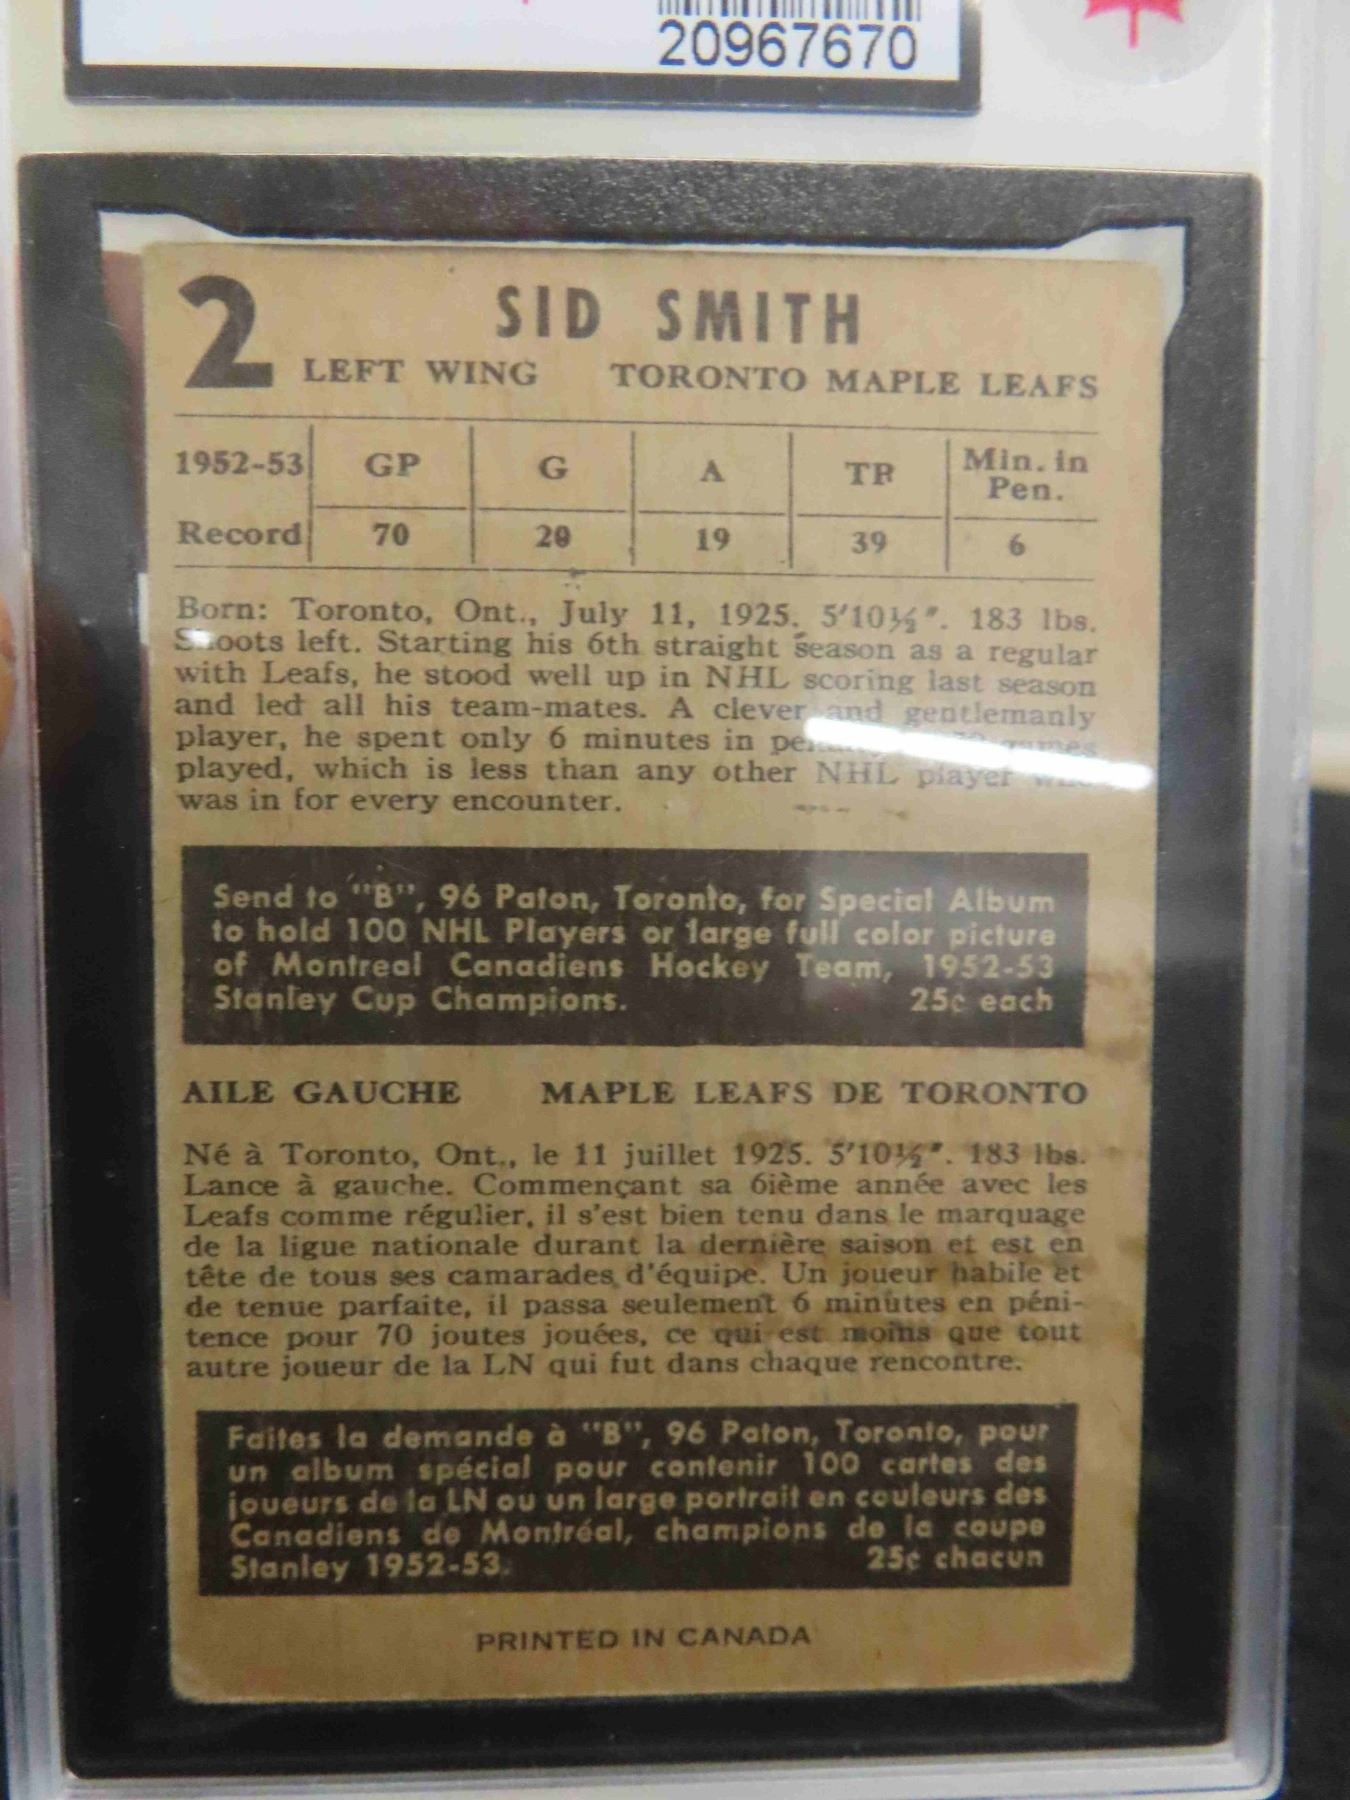 20967670
2 SID SMITH
LEFT WING TORONTO MAPLE LEAFS
1952-53 GP G A TP Min. in Pen.
Record 70 20 19 39 6
Born: Toronto, Ont., July 11, 1925. 5'10½". 183 lbs.
Shoots left. Starting his 6th straight season as a regular
with Leafs, he stood well up in NHL scoring last season
and led all his team-mates. A clever and gentlemanly
player, he spent only 6 minutes in games
played, which is less than any other NHL player who
was in for every encounter.
Send to "B", 96 Paton, Toronto, for Special Album
to hold 100 NHL Players or large full color picture
of Montreal Canadiens Hockey Team, 1952-53
Stanley Cup Champions. 25¢ each
AILE GAUCHE MAPLE LEAFS DE TORONTO
Né à Toronto, Ont., le 11 juillet 1925. 5'10½". 183 lbs.
Lance à gauche. Commençant sa 6ième année avec les
Leafs comme régulier, il s'est bien tenu dans le marquage
de la ligue nationale durant la dernière saison et est en
tête de tous ses camarades d'équipe. Un joueur habile et
de tenue parfaite, il passa seulement 6 minutes en péni-
tence pour 70 joutes jouées, ce qui est moins que tout
autre joueur de la LN qui fut dans chaque rencontre.
Faites la demande à "B", 96 Paton, Toronto, pour
un album spécial pour contenir 100 cartes des
joueurs de la LN ou un large portrait en couleurs des
Canadiens de Montréal, champions de la coupe
Stanley 1952-53. 25¢ chacun
PRINTED IN CANADA